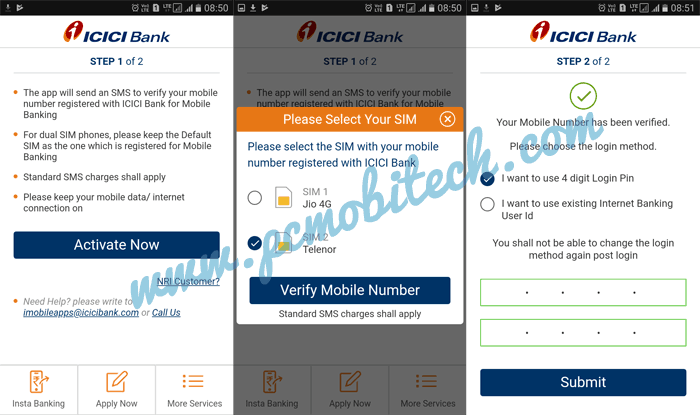 LTE 08:50
ICICI Bank
STEP 1 of 2
The app will send an SMS to verify your mobile
number registered with ICICI Bank for Mobile
Banking
For dual SIM phones, please keep the Default
SIM as the one which is registered for Mobile
Banking
Standard SMS charges shall apply
Please keep your mobile data/ internet
connection on
Activate Now
NRI Customer?
Need Help? please write to
imobileapps@icicibank.com or Call Us
Insta Banking
Apply Now
More Services
LTE 08:50
ICICI Bank
STEP 1 of 2
The app will send an SMS to verify your mobile
number registered with ICICI Bank for Mobile
Please Select Your SIM
Please select the SIM with your mobile
number registered with ICICI Bank
SIM 1
Jio 4G
SIM 2
Telenor
Verify Mobile Number
Standard SMS charges shall apply
Insta Banking
Apply Now
More Services
LTE 08:51
ICICI Bank
STEP 2 of 2
Your Mobile Number has been verified.
Please choose the login method.
I want to use 4 digit Login Pin
I want to use existing Internet Banking
User Id
You shall not be able to change the login
method again post login
Submit
www.pcmobitech.com